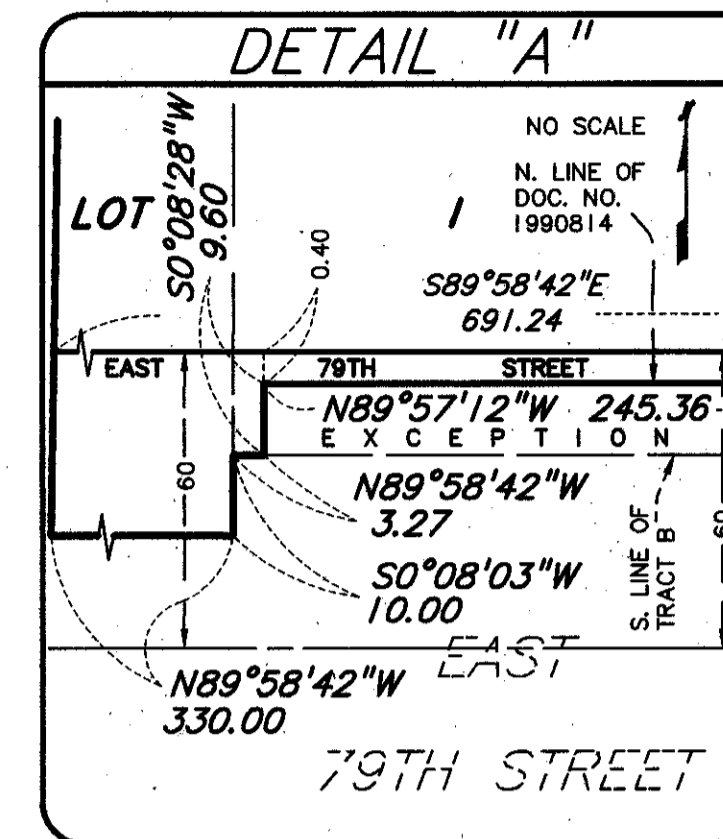 DETAIL "A"
NO SCALE
N. LINE OF
DOC. NO.
1990814
LOT
1
S0°08'28"W
9.60
0.40
S89°58'42"E
691.24
EAST 79TH STREET
N89°57'12"W 245.36
EXCEPTION
60
N89°58'42"W
3.27
S0°08'03"W
10.00
S. LINE OF
TRACT B
60
N89°58'42"W
330.00
EAST
79TH STREET